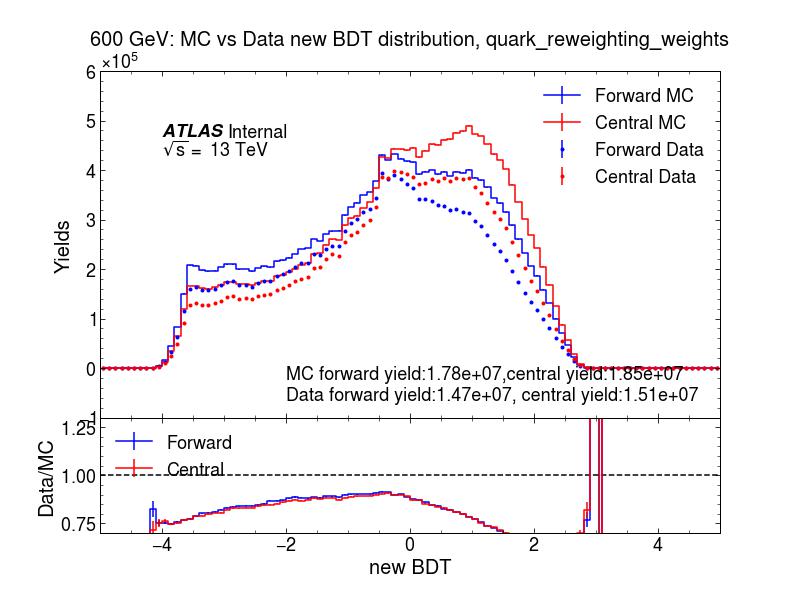 600 GeV: MC vs Data new BDT distribution, quark_reweighting_weights
×10⁵
6
5
4
3
2
1
0
−1
Yields
ATLAS Internal
√s = 13 TeV
Forward MC
Central MC
Forward Data
Central Data
MC forward yield:1.78e+07,central yield:1.85e+07
Data forward yield:1.47e+07, central yield:1.51e+07
1.25
1.00
0.75
Data/MC
Forward
Central
−4 −2 0 2 4
new BDT